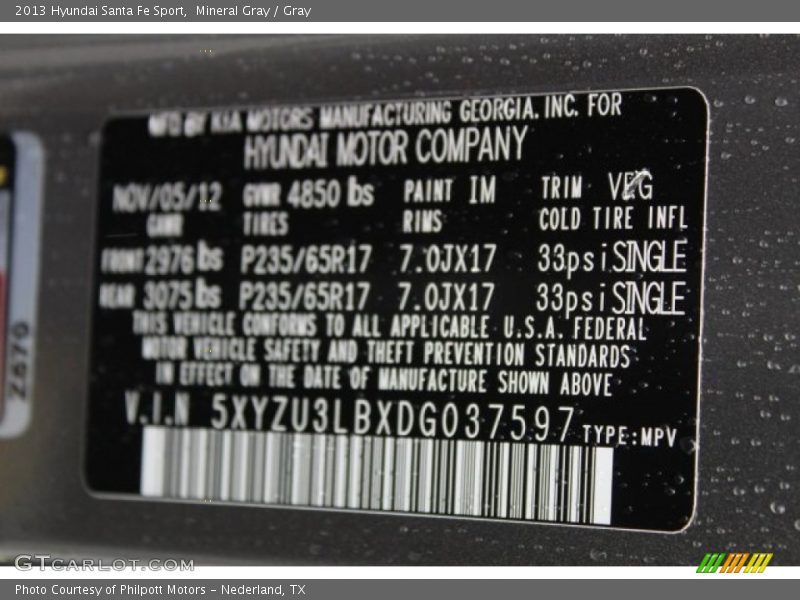 2013 Hyundai Santa Fe Sport, Mineral Gray / Gray
MFD BY KIA MOTORS MANUFACTURING GEORGIA. INC. FOR
HYUNDAI MOTOR COMPANY
NOV/05/12 GVWR 4850 lbs PAINT IM TRIM VEG
GAWR TIRES RIMS COLD TIRE INFL
FRONT 2976 lbs P235/65R17 7.0JX17 33psi SINGLE
REAR 3075 lbs P235/65R17 7.0JX17 33psi SINGLE
THIS VEHICLE CONFORMS TO ALL APPLICABLE U.S.A. FEDERAL
MOTOR VEHICLE SAFETY AND THEFT PREVENTION STANDARDS
IN EFFECT ON THE DATE OF MANUFACTURE SHOWN ABOVE
V.I.N 5XYZU3LBXDG037597 TYPE:MPV
2870
GTcarlot.com
Photo Courtesy of Philpott Motors - Nederland, TX